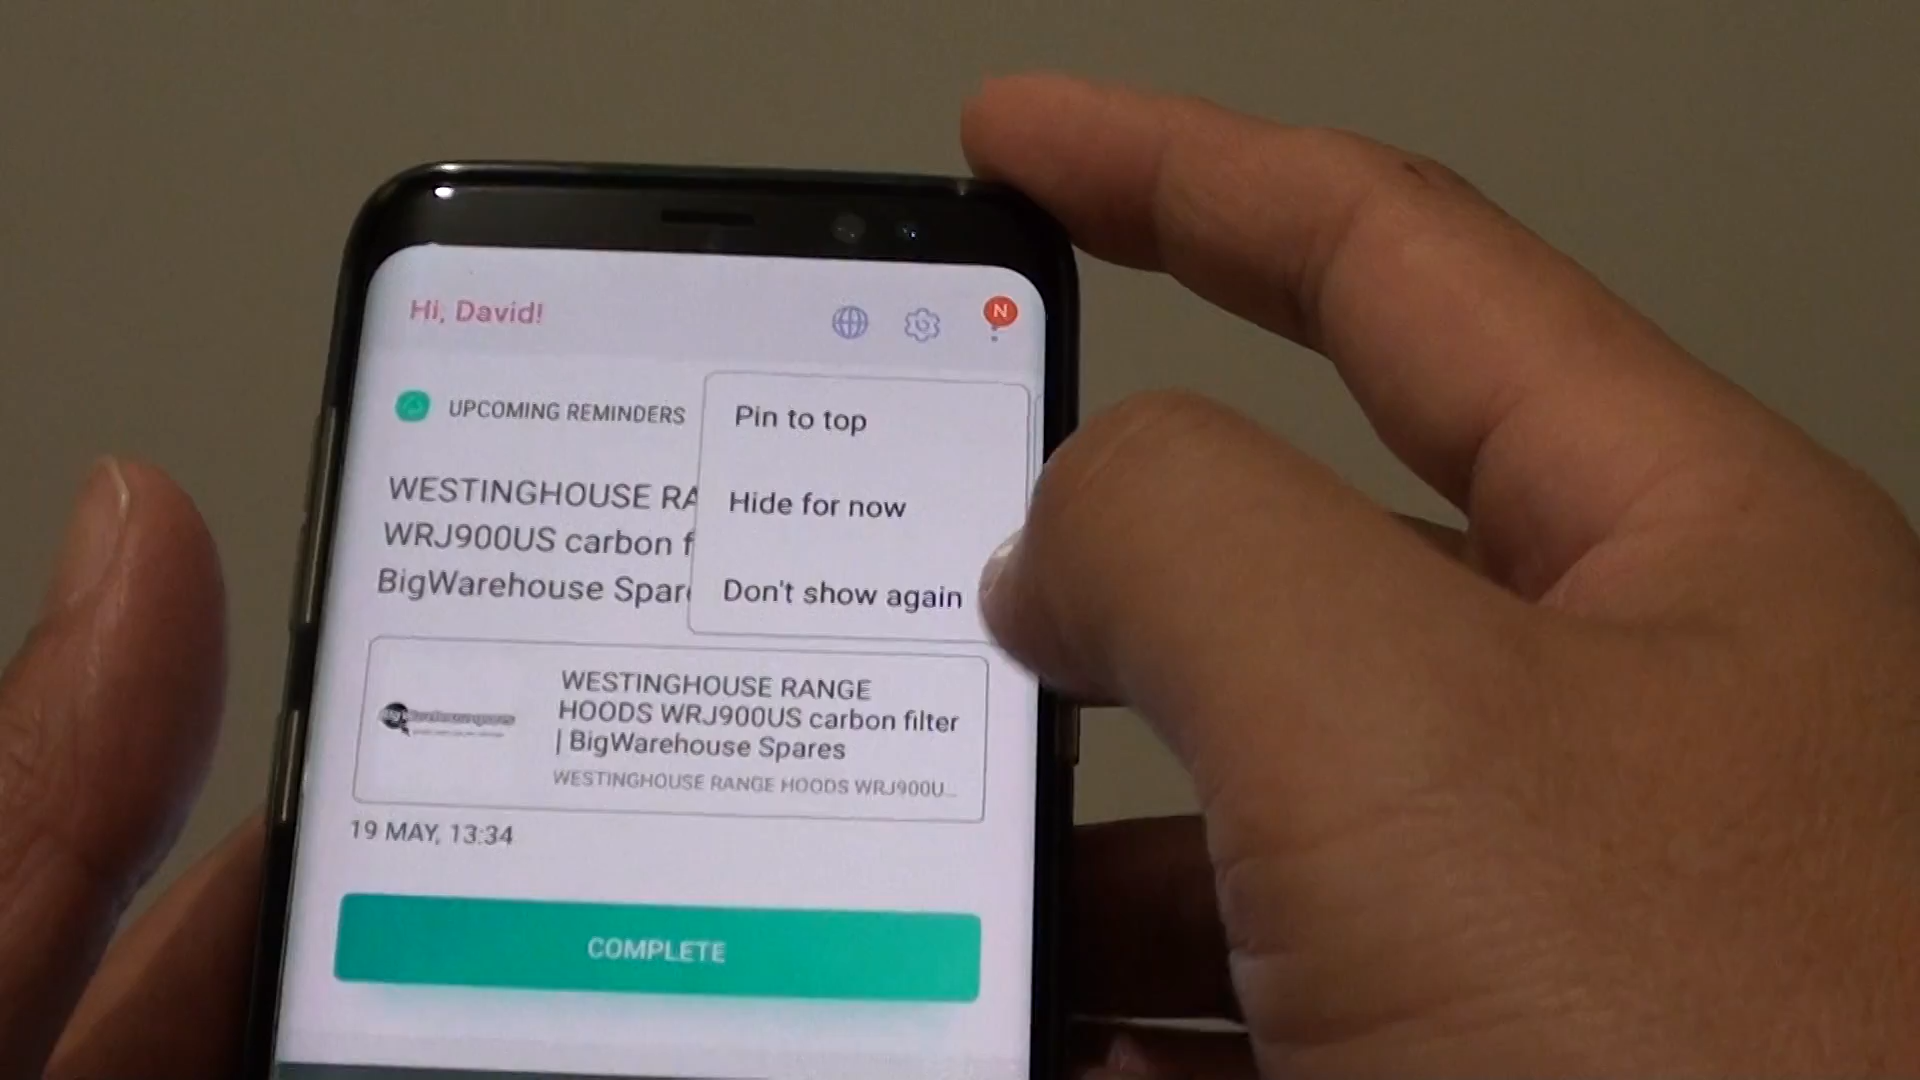 Hi, David!
N
UPCOMING REMINDERS
Pin to top
Hide for now
Don't show again
WESTINGHOUSE RA
WRJ900US carbon f
BigWarehouse Spar
WESTINGHOUSE RANGE
HOODS WRJ900US carbon filter
| BigWarehouse Spares
WESTINGHOUSE RANGE HOODS WRJ900U...
19 MAY, 13:34
COMPLETE